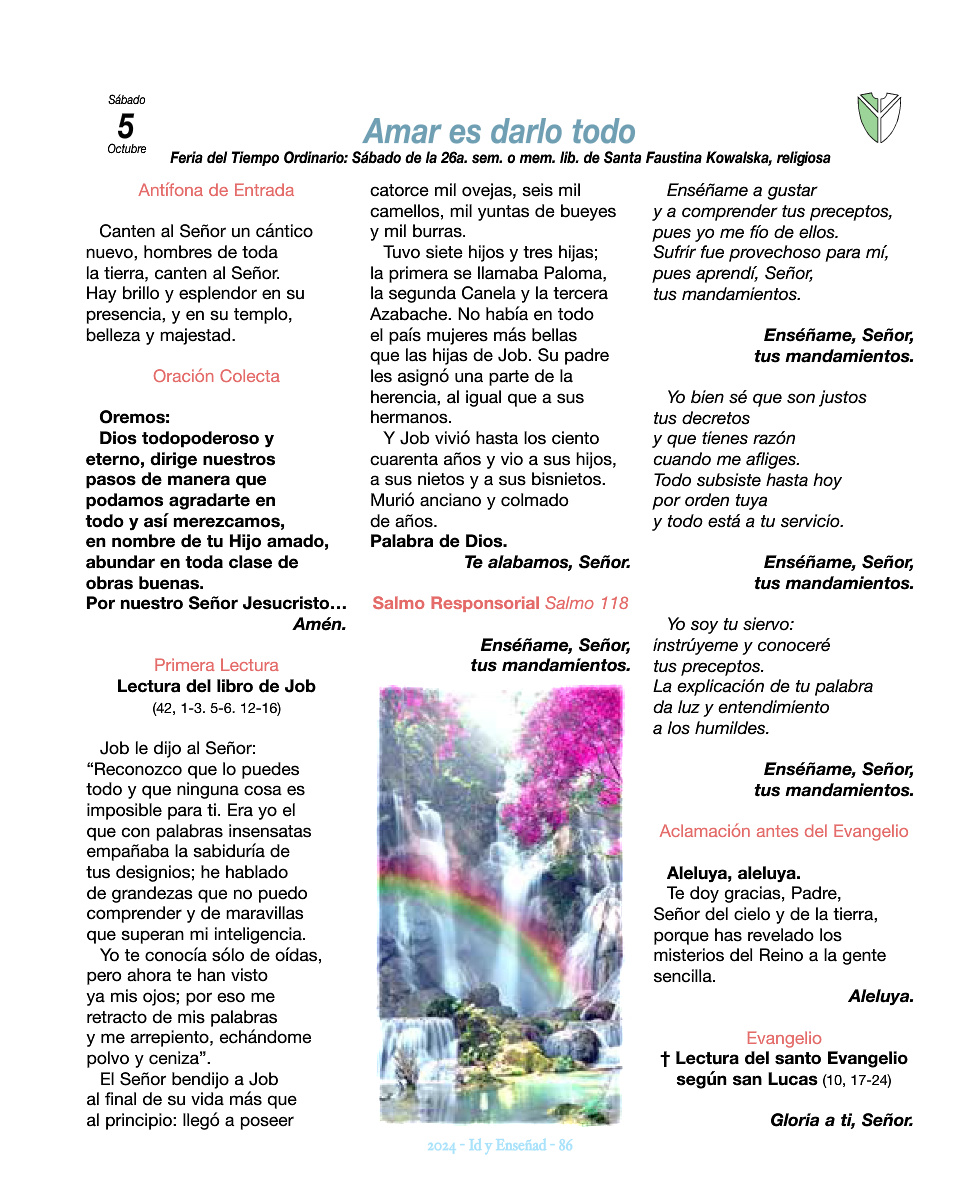 Sábado
5
Octubre
Amar es darlo todo
Feria del Tiempo Ordinario: Sábado de la 26a. sem. o mem. lib. de Santa Faustina Kowalska, religiosa
Antífona de Entrada
Canten al Señor un cántico
nuevo, hombres de toda
la tierra, canten al Señor.
Hay brillo y esplendor en su
presencia, y en su templo,
belleza y majestad.
Oración Colecta
Oremos:
Dios todopoderoso y
eterno, dirige nuestros
pasos de manera que
podamos agradarte en
todo y así merezcamos,
en nombre de tu Hijo amado,
abundar en toda clase de
obras buenas.
Por nuestro Señor Jesucristo…
Amén.
Primera Lectura
Lectura del libro de Job
(42, 1-3. 5-6. 12-16)
Job le dijo al Señor:
“Reconozco que lo puedes
todo y que ninguna cosa es
imposible para ti. Era yo el
que con palabras insensatas
empañaba la sabiduría de
tus designios; he hablado
de grandezas que no puedo
comprender y de maravillas
que superan mi inteligencia.
Yo te conocía sólo de oídas,
pero ahora te han visto
ya mis ojos; por eso me
retracto de mis palabras
y me arrepiento, echándome
polvo y ceniza”.
El Señor bendijo a Job
al final de su vida más que
al principio: llegó a poseer
catorce mil ovejas, seis mil
camellos, mil yuntas de bueyes
y mil burras.
Tuvo siete hijos y tres hijas;
la primera se llamaba Paloma,
la segunda Canela y la tercera
Azabache. No había en todo
el país mujeres más bellas
que las hijas de Job. Su padre
les asignó una parte de la
herencia, al igual que a sus
hermanos.
Y Job vivió hasta los ciento
cuarenta años y vio a sus hijos,
a sus nietos y a sus bisnietos.
Murió anciano y colmado
de años.
Palabra de Dios.
Te alabamos, Señor.
Salmo Responsorial Salmo 118
Enséñame, Señor,
tus mandamientos.
Enséñame a gustar
y a comprender tus preceptos,
pues yo me fío de ellos.
Sufrir fue provechoso para mí,
pues aprendí, Señor,
tus mandamientos.
Enséñame, Señor,
tus mandamientos.
Yo bien sé que son justos
tus decretos
y que tienes razón
cuando me afliges.
Todo subsiste hasta hoy
por orden tuya
y todo está a tu servicio.
Enséñame, Señor,
tus mandamientos.
Yo soy tu siervo:
instrúyeme y conoceré
tus preceptos.
La explicación de tu palabra
da luz y entendimiento
a los humildes.
Enséñame, Señor,
tus mandamientos.
Aclamación antes del Evangelio
Aleluya, aleluya.
Te doy gracias, Padre,
Señor del cielo y de la tierra,
porque has revelado los
misterios del Reino a la gente
sencilla.
Aleluya.
Evangelio
† Lectura del santo Evangelio
según san Lucas (10, 17-24)
Gloria a ti, Señor.
2024 - Id y Enseñad - 86